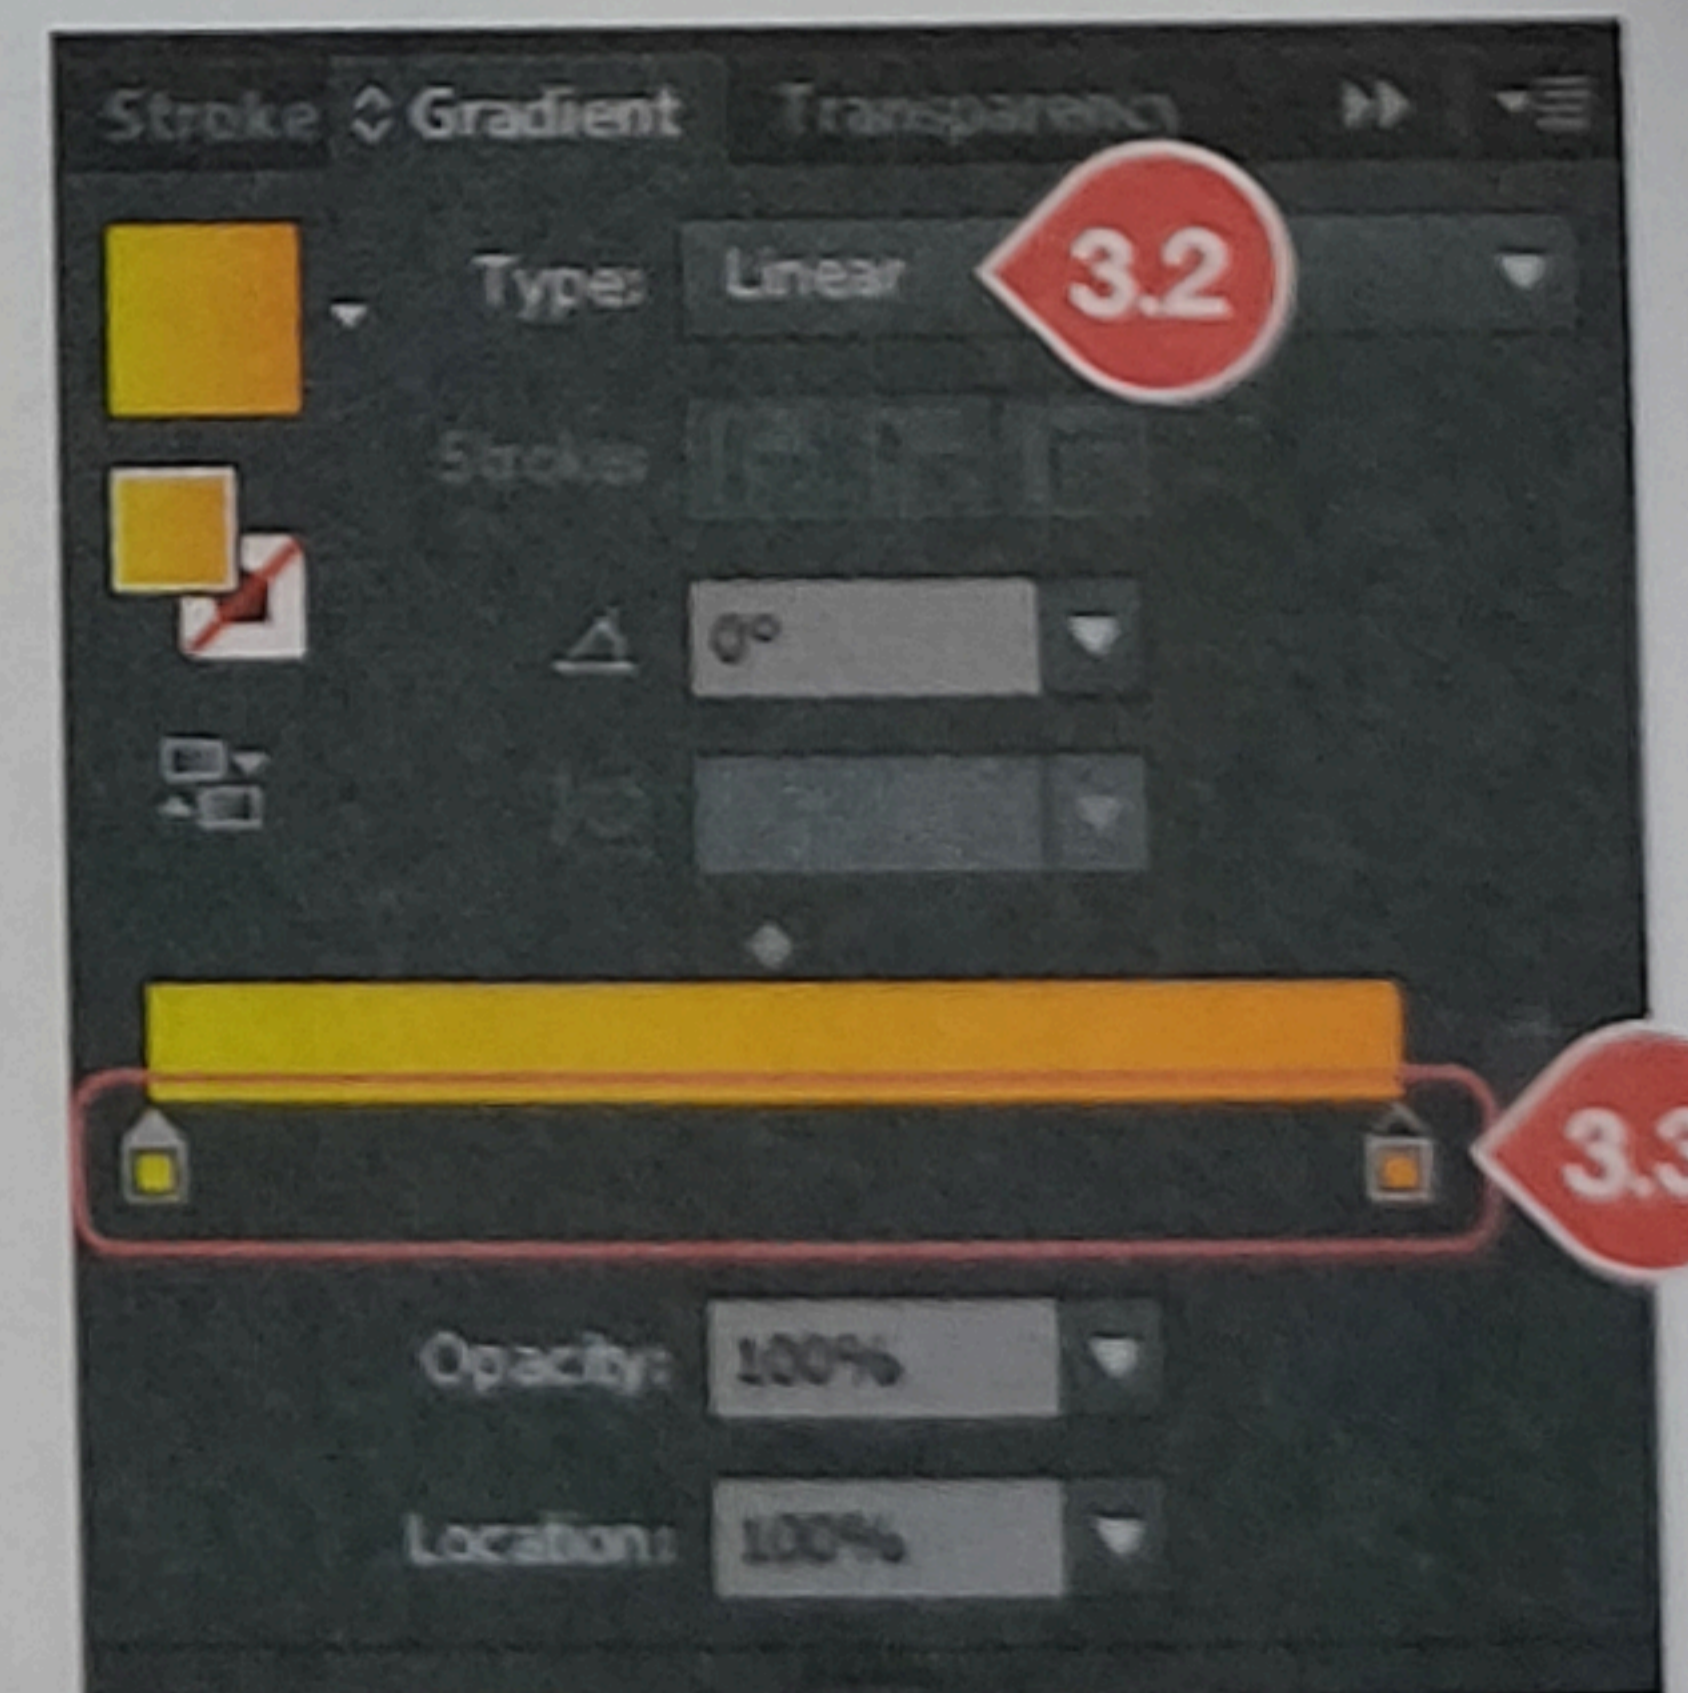 Stroke Gradient Transparency
Type: Linear 3.2
Stroke:
0°
3.3
Opacity: 100%
Location: 100%